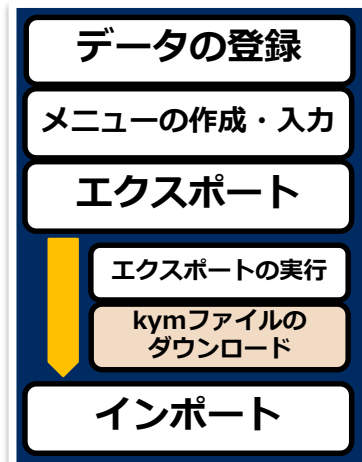 データの登録
メニューの作成・入力
エクスポート
エクスポートの実行
kymファイルの
ダウンロード
インポート